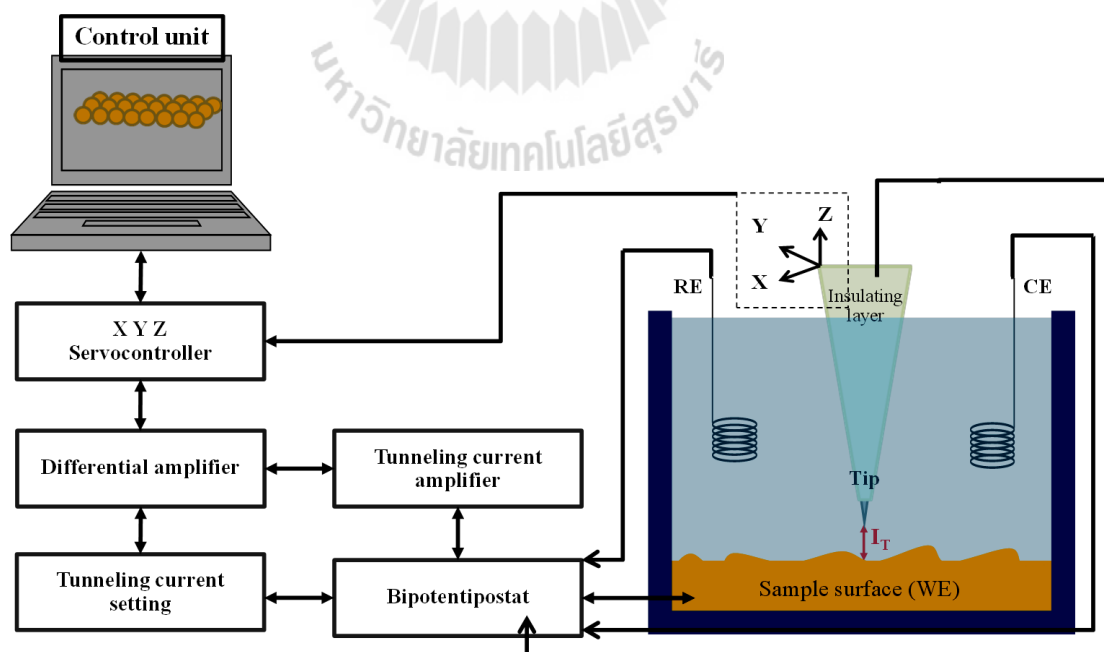 Control unit
มหาวิทยาลัยเทคโนโลยีสุรนารี
Z
Y
X
RE
Insulating
layer
CE
X Y Z
Servocontroller
Differential amplifier
Tunneling current
amplifier
Tip
I_T
Tunneling current
setting
Bipotentipostat
Sample surface (WE)